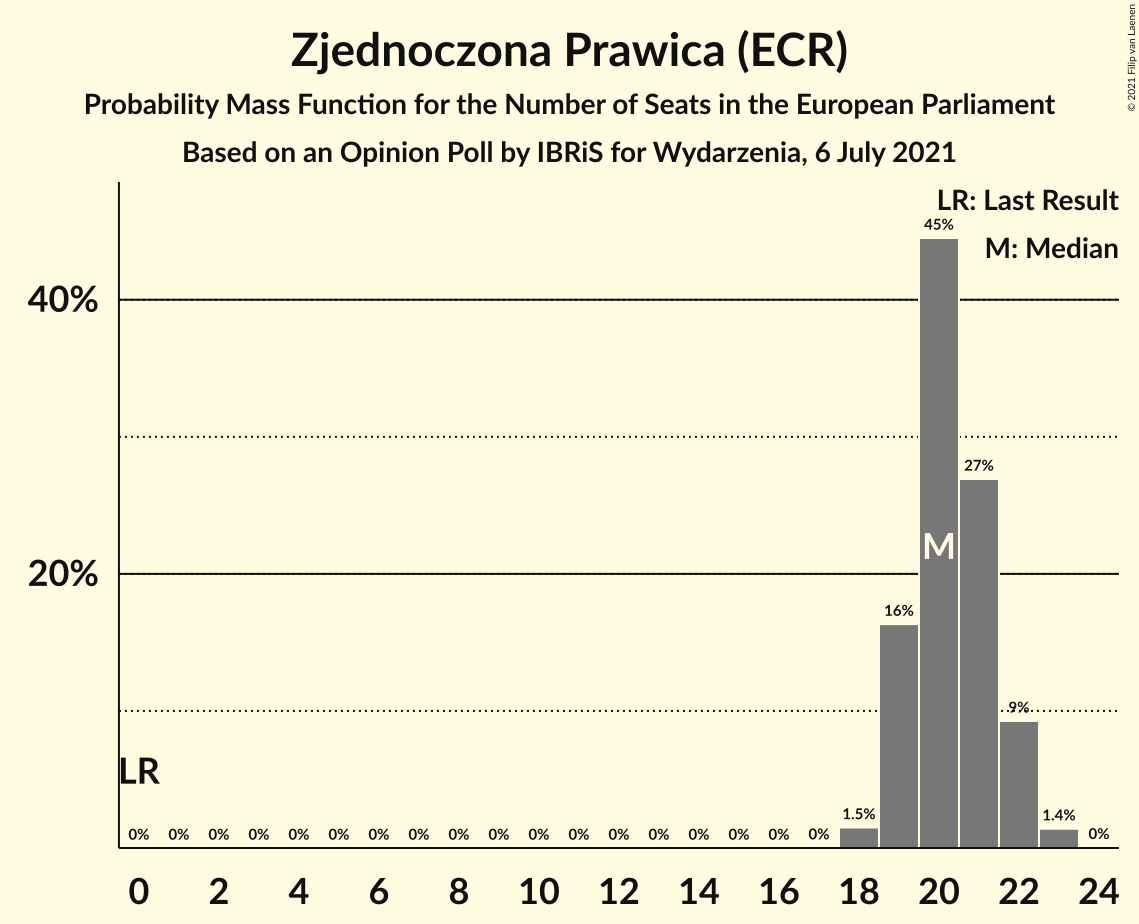 Zjednoczona Prawica (ECR)
Probability Mass Function for the Number of Seats in the European Parliament
Based on an Opinion Poll by IBRiS for Wydarzenia, 6 July 2021
© 2021 Filip van Laenen
LR: Last Result
M: Median
45%
40%
27%
M
20%
16%
9%
LR
0% 0% 0% 0% 0% 0% 0% 0% 0% 0% 0% 0% 0% 0% 0% 0% 0% 0% 1.5% 1.4% 0%
0 2 4 6 8 10 12 14 16 18 20 22 24